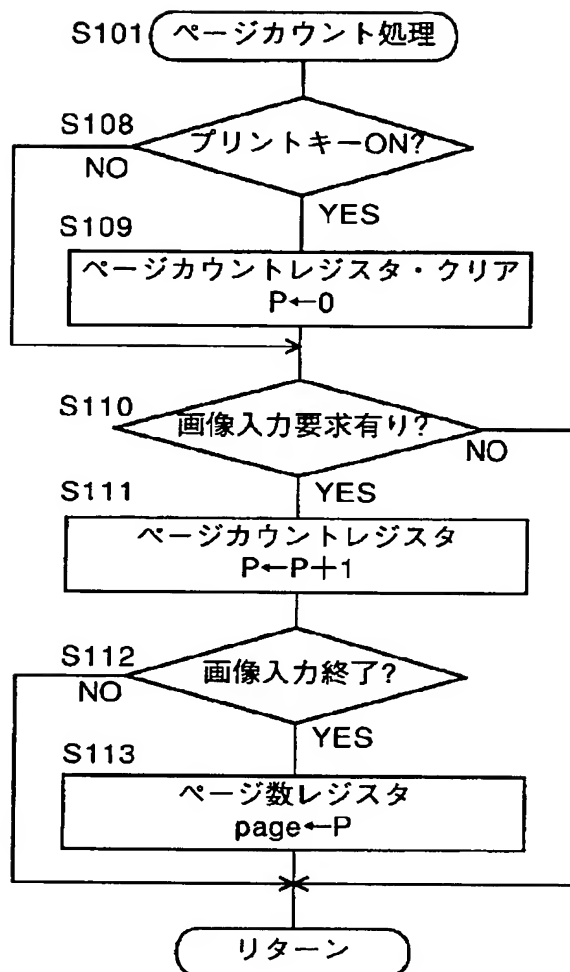 S101 ページカウント処理
S108
プリントキーON?
NO
YES
S109
ページカウントレジスタ・クリア
P←0
S110
画像入力要求有り?
NO
YES
S111
ページカウントレジスタ
P←P+1
S112
画像入力終了?
NO
YES
S113
ページ数レジスタ
page←P
リターン